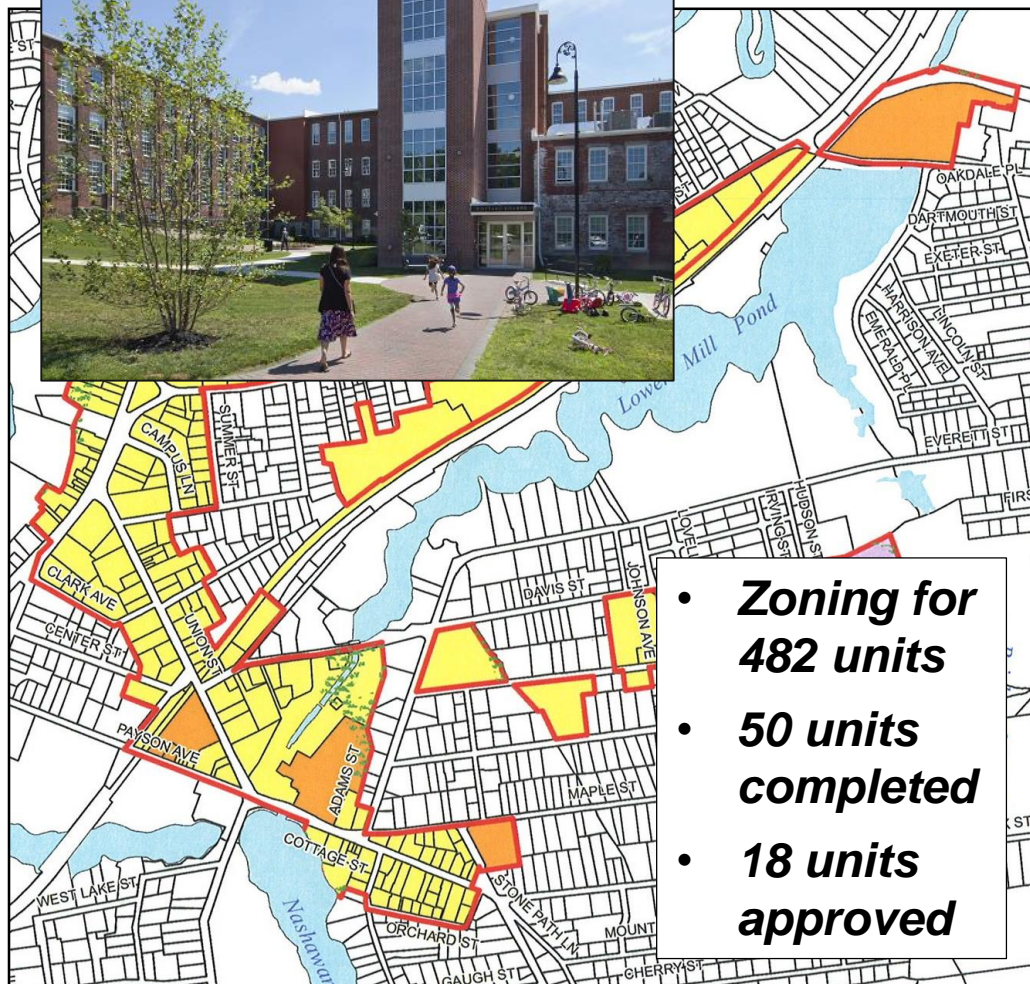 OAKDALE PL
DARTMOUTH ST
EXETER ST
HARRISON AVE
LINCOLN ST
EMERALD PL
EVERETT ST
Lower Mill Pond
SUMMER ST
CAMPUS LN
HUDSON ST
IRVING ST
JOHNSON AVE
DAVIS ST
CLARK AVE
CENTER ST
UNION ST
PAYSON AVE
ADAMS ST
MAPLE ST
COTTAGE ST
STONE PATH LN
WEST LAKE ST
ORCHARD ST
MOUNT
GAUGH ST
CHERRY ST
Nashawan
• Zoning for
482 units
• 50 units
completed
• 18 units
approved